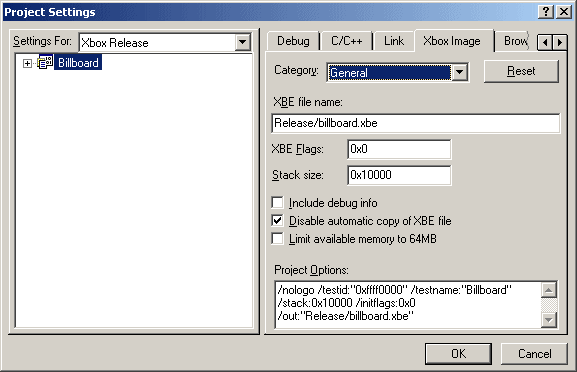 Project Settings
Settings For: Xbox Release
Billboard
Debug C/C++ Link Xbox Image Brow
Category: General Reset
XBE file name:
Release/billboard.xbe
XBE Flags: 0x0
Stack size: 0x10000
Include debug info
Disable automatic copy of XBE file
Limit available memory to 64MB
Project Options:
/nologo /testid:"0xffff0000" /testname:"Billboard"
/stack:0x10000 /initflags:0x0
/out:"Release/billboard.xbe"
OK Cancel